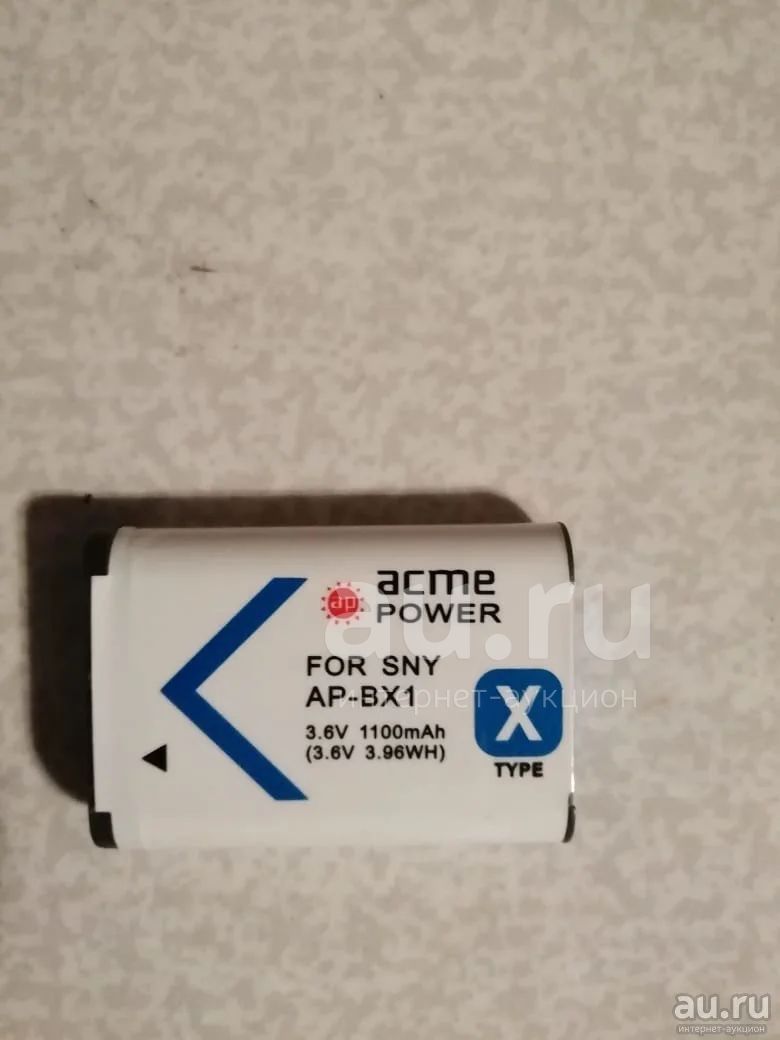 ap
acme
POWER
FOR SNY
AP-BX1
3.6V 1100mAh
(3.6V 3.96WH)
X
TYPE
au.ru
интернет-аукцион
au.ru
интернет-аукцион